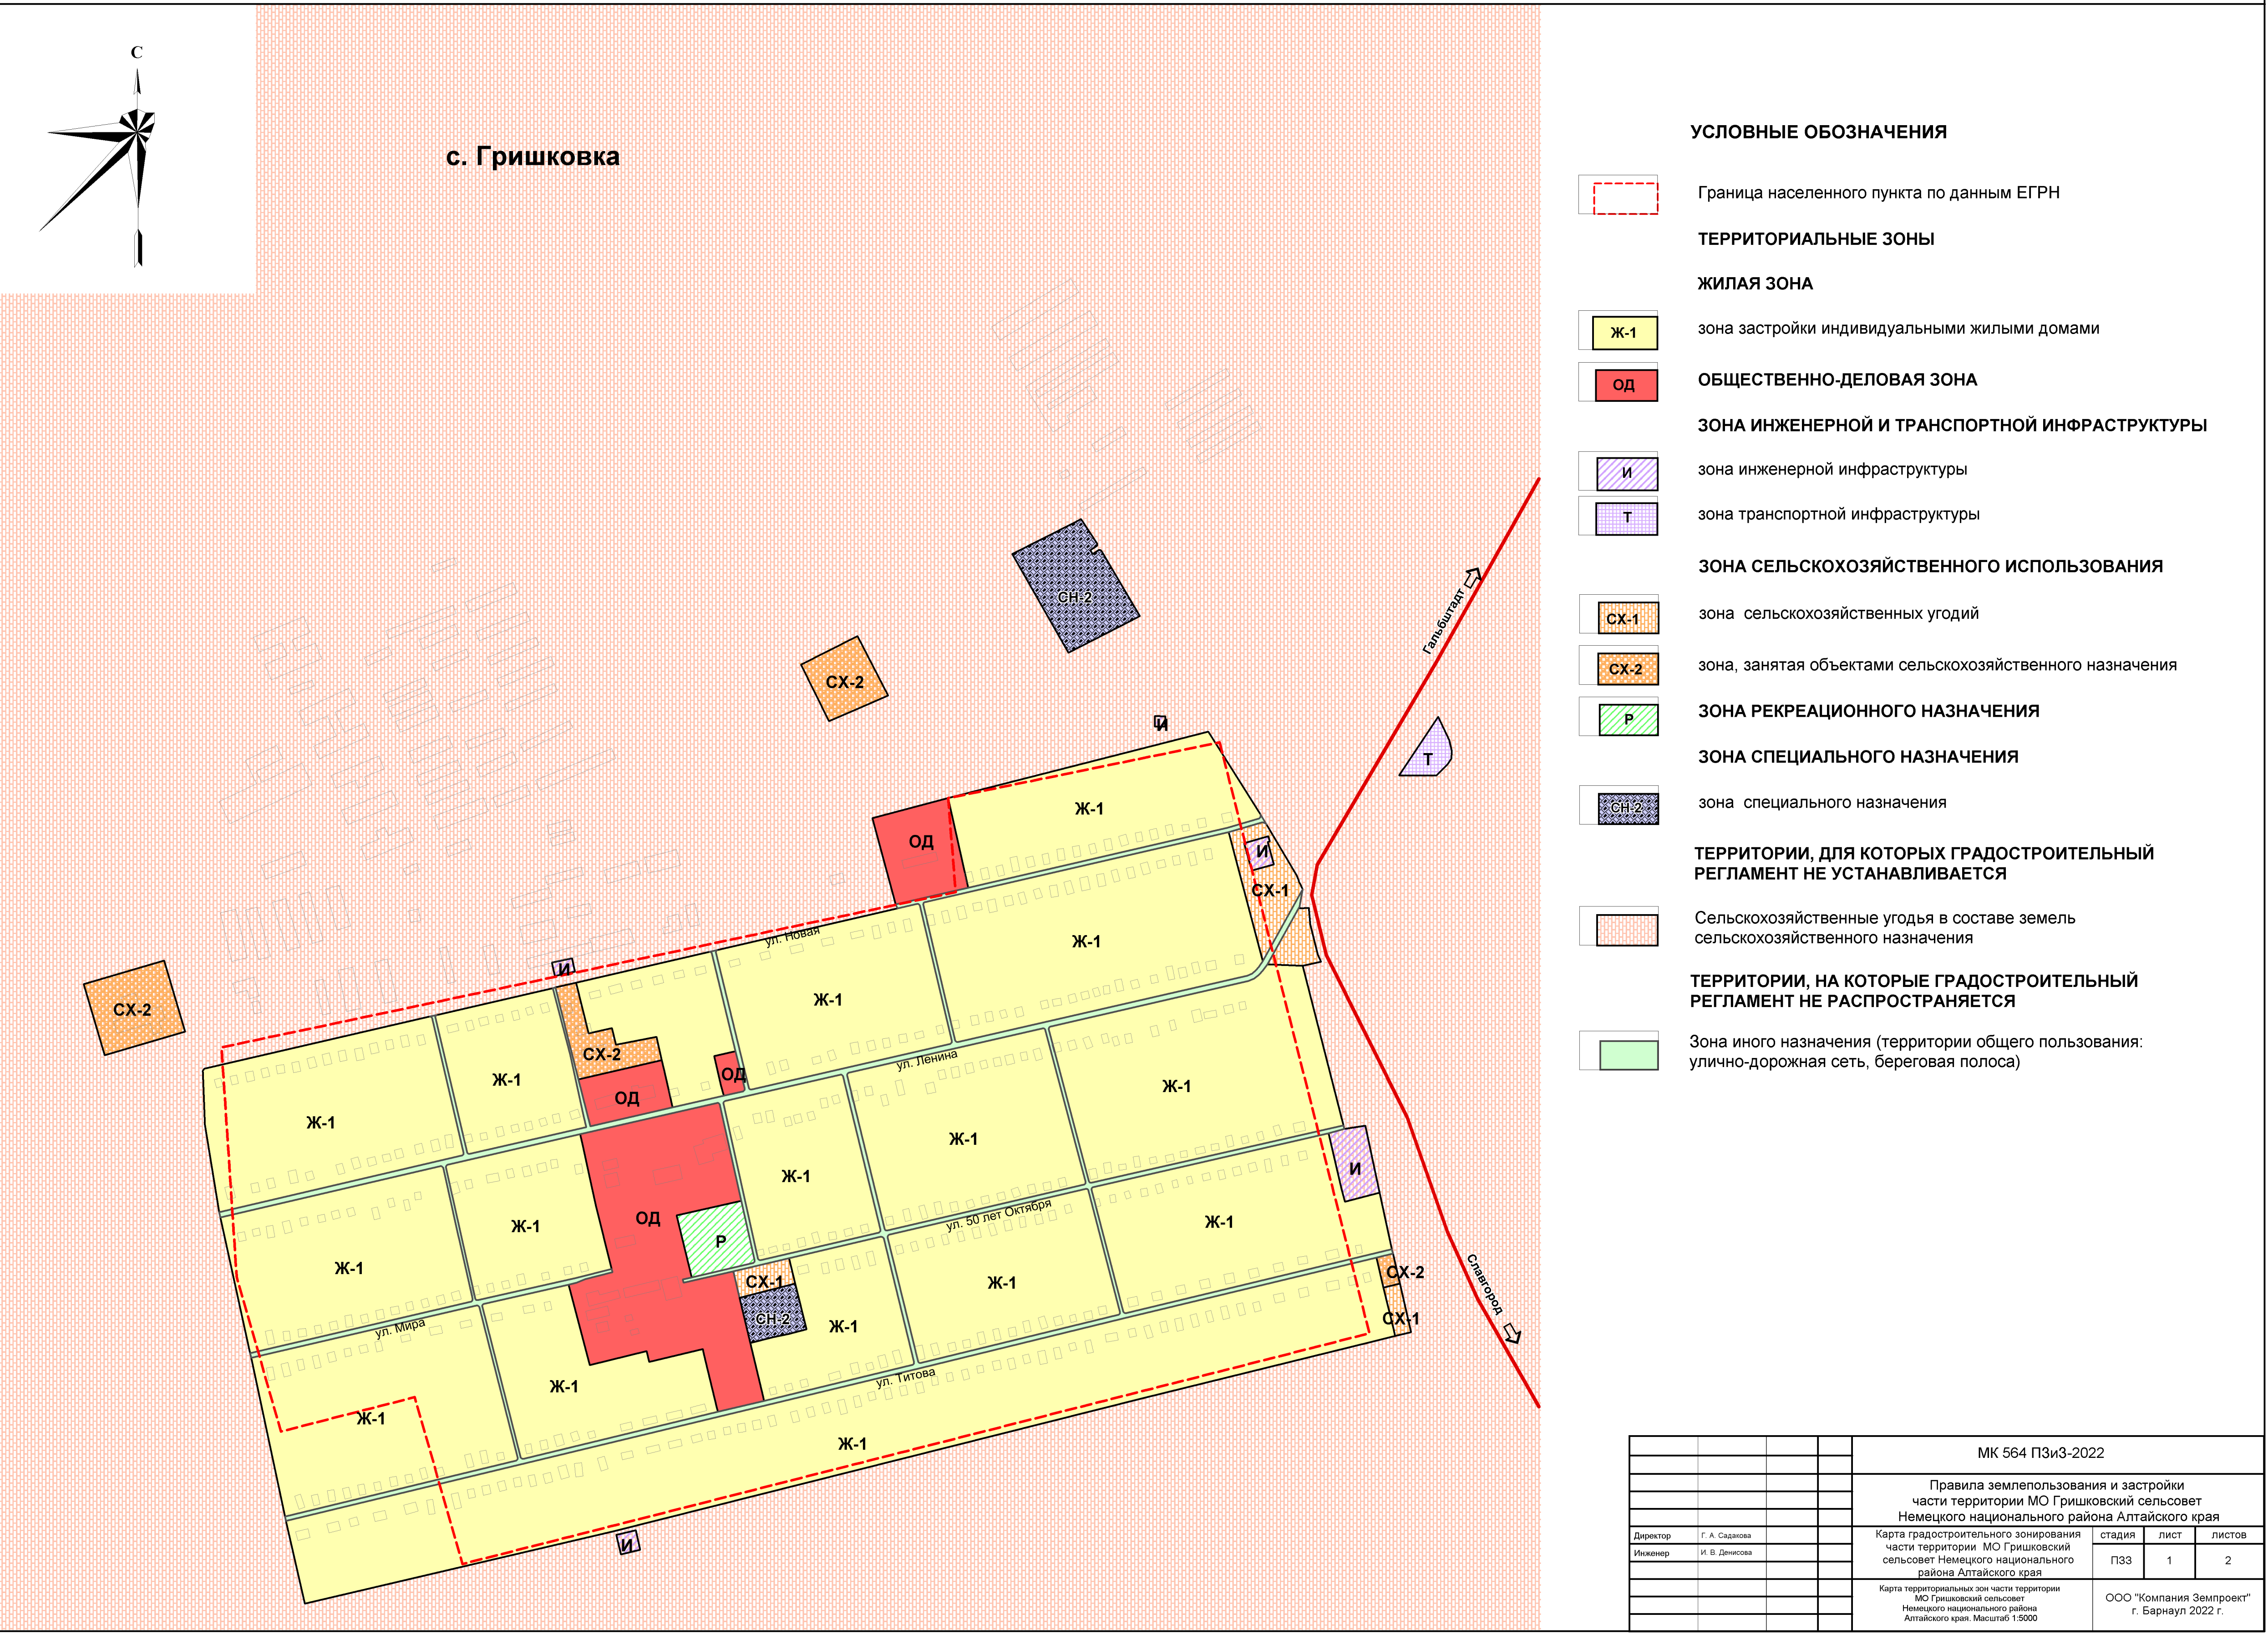 С
с. Гришковка
Гальбштадт
СН-2
СХ-2
И
Т
Ж-1
ОД
И
СХ-1
ул. Новая
Ж-1
И
Ж-1
СХ-2
СХ-2
ул. Ленина
ОД
Ж-1
Ж-1
ОД
Ж-1
Ж-1
И
Ж-1
Ж-1
ОД
ул. 50 лет Октября
Ж-1
Ж-1
Р
Ж-1
СХ-1
Ж-1
СХ-2
Славгород
СН-2
СХ-1
ул. Мира
Ж-1
ул. Титова
Ж-1
Ж-1
Ж-1
И
УСЛОВНЫЕ ОБОЗНАЧЕНИЯ
Граница населенного пункта по данным ЕГРН
ТЕРРИТОРИАЛЬНЫЕ ЗОНЫ
ЖИЛАЯ ЗОНА
Ж-1 зона застройки индивидуальными жилыми домами
ОД ОБЩЕСТВЕННО-ДЕЛОВАЯ ЗОНА
ЗОНА ИНЖЕНЕРНОЙ И ТРАНСПОРТНОЙ ИНФРАСТРУКТУРЫ
И зона инженерной инфраструктуры
Т зона транспортной инфраструктуры
ЗОНА СЕЛЬСКОХОЗЯЙСТВЕННОГО ИСПОЛЬЗОВАНИЯ
СХ-1 зона сельскохозяйственных угодий
СХ-2 зона, занятая объектами сельскохозяйственного назначения
Р ЗОНА РЕКРЕАЦИОННОГО НАЗНАЧЕНИЯ
ЗОНА СПЕЦИАЛЬНОГО НАЗНАЧЕНИЯ
СН-2 зона специального назначения
ТЕРРИТОРИИ, ДЛЯ КОТОРЫХ ГРАДОСТРОИТЕЛЬНЫЙ
РЕГЛАМЕНТ НЕ УСТАНАВЛИВАЕТСЯ
Сельскохозяйственные угодья в составе земель
сельскохозяйственного назначения
ТЕРРИТОРИИ, НА КОТОРЫЕ ГРАДОСТРОИТЕЛЬНЫЙ
РЕГЛАМЕНТ НЕ РАСПРОСТРАНЯЕТСЯ
Зона иного назначения (территории общего пользования:
улично-дорожная сеть, береговая полоса)
МК 564 ПЗиЗ-2022
Правила землепользования и застройки
части территории МО Гришковский сельсовет
Немецкого национального района Алтайского края
Директор Г. А. Садакова
Инженер И. В. Денисова
Карта градостроительного зонирования
части территории МО Гришковский
сельсовет Немецкого национального
района Алтайского края
стадия лист листов
ПЗЗ 1 2
Карта территориальных зон части территории
МО Гришковский сельсовет
Немецкого национального района
Алтайского края. Масштаб 1:5000
ООО "Компания Земпроект"
г. Барнаул 2022 г.